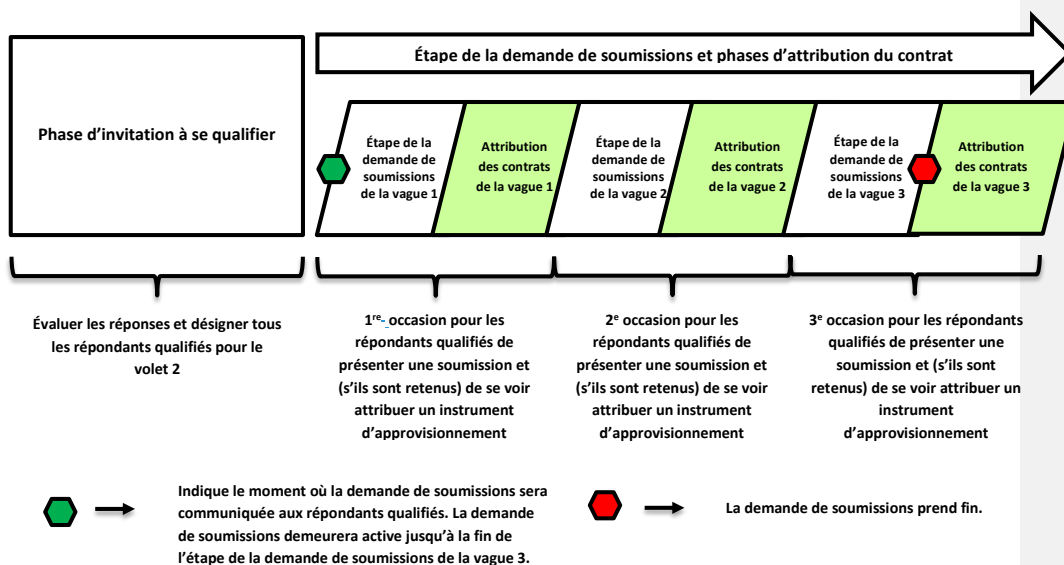 Étape de la demande de soumissions et phases d'attribution du contrat
Phase d'invitation à se qualifier
Étape de la
demande de
soumissions
de la vague 1
Attribution
des contrats
de la vague 1
Étape de la
demande de
soumissions
de la vague 2
Attribution
des contrats
de la vague 2
Étape de la
demande de
soumissions
de la vague 3
Attribution
des contrats
de la vague 3
Évaluer les réponses et désigner tous
les répondants qualifiés pour le
volet 2
1re- occasion pour les
répondants qualifiés de
présenter une soumission et
(s'ils sont retenus) de se voir
attribuer un instrument
d'approvisionnement
2e occasion pour les
répondants qualifiés de
présenter une soumission et
(s'ils sont retenus) de se voir
attribuer un instrument
d'approvisionnement
3e occasion pour les répondants
qualifiés de présenter une
soumission et (s'ils sont
retenus) de se voir attribuer un
instrument
d'approvisionnement
Indique le moment où la demande de soumissions sera
communiquée aux répondants qualifiés. La demande
de soumissions demeurera active jusqu'à la fin de
l'étape de la demande de soumissions de la vague 3.
La demande de soumissions prend fin.